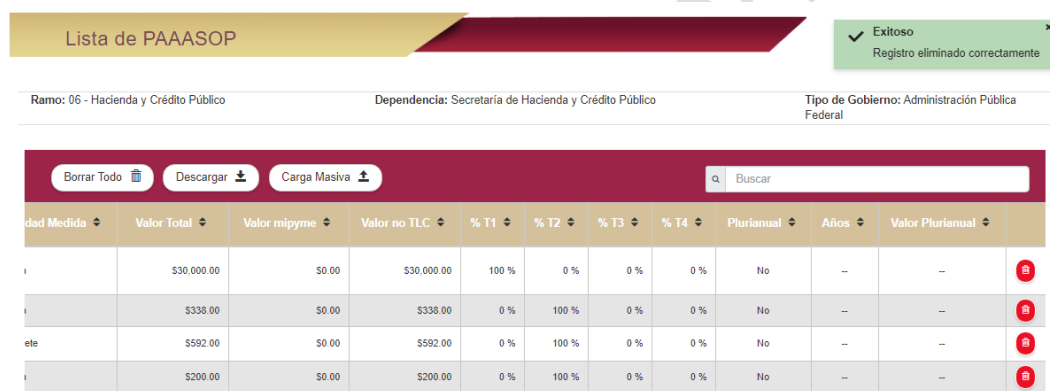 Lista de PAAASOP
Exitoso
Registro eliminado correctamente
Ramo: 06 - Hacienda y Crédito Público
Dependencia: Secretaría de Hacienda y Crédito Público
Tipo de Gobierno: Administración Pública
Federal
Borrar Todo Descargar Carga Masiva Buscar
dad Medida Valor Total Valor mipyme Valor no TLC % T1 % T2 % T3 % T4 Plurianual Años Valor Plurianual
$30,000.00 $0.00 $30,000.00 100 % 0 % 0 % 0 % No -- --
$338.00 $0.00 $338.00 0 % 100 % 0 % 0 % No -- --
ete $592.00 $0.00 $592.00 0 % 100 % 0 % 0 % No -- --
$200.00 $0.00 $200.00 0 % 100 % 0 % 0 % No -- --